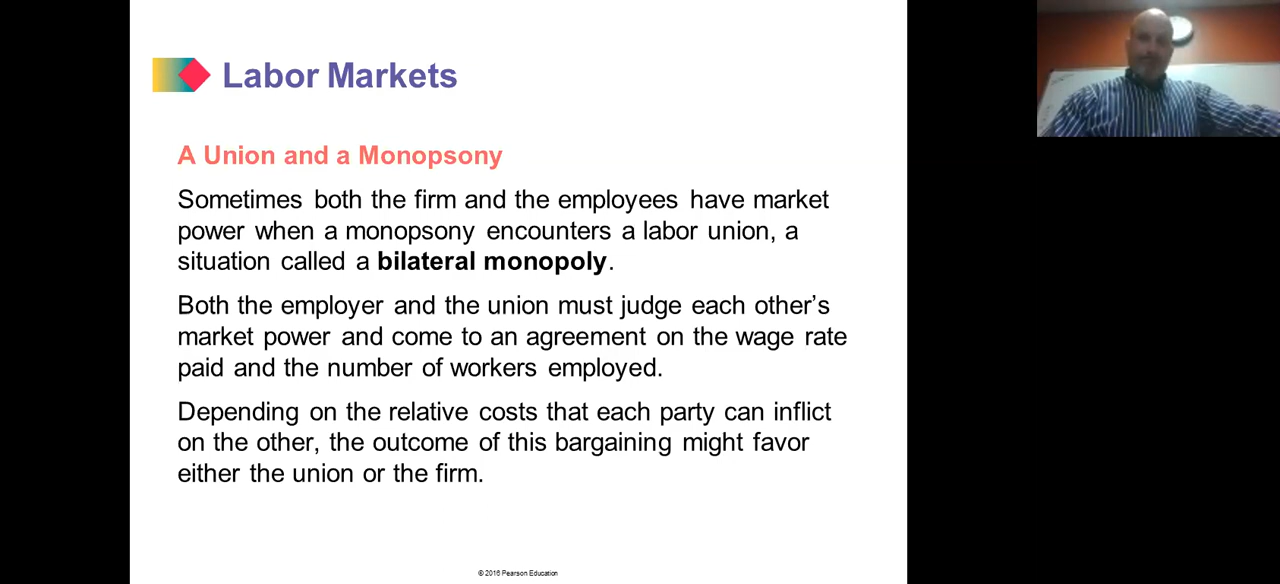 Labor Markets
A Union and a Monopsony
Sometimes both the firm and the employees have market
power when a monopsony encounters a labor union, a
situation called a bilateral monopoly.
Both the employer and the union must judge each other’s
market power and come to an agreement on the wage rate
paid and the number of workers employed.
Depending on the relative costs that each party can inflict
on the other, the outcome of this bargaining might favor
either the union or the firm.
© 2016 Pearson Education